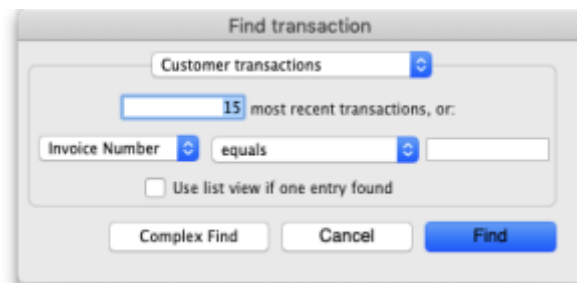 Find transaction
Customer transactions
15 most recent transactions, or:
Invoice Number equals
Use list view if one entry found
Complex Find Cancel Find